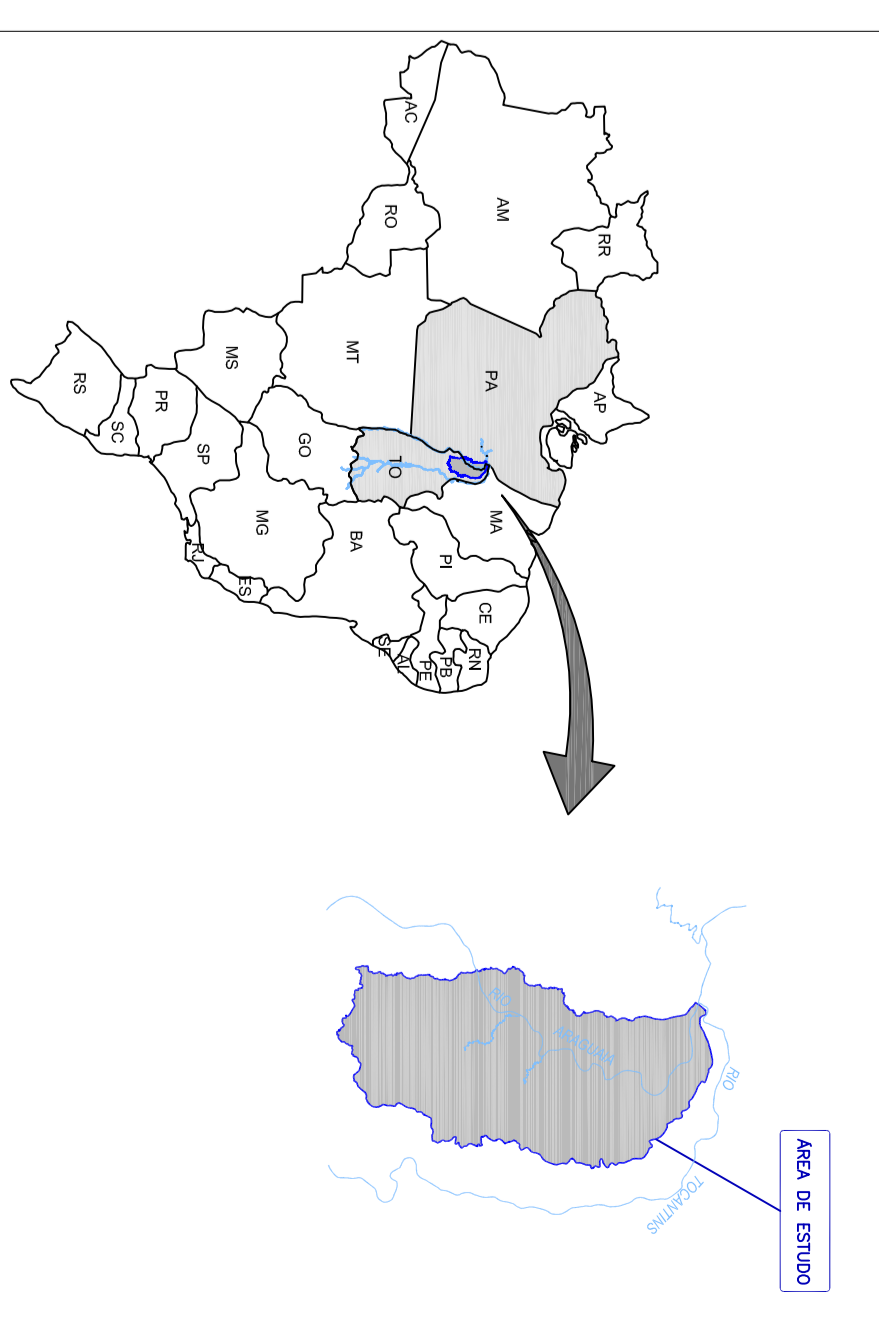 RR
AP
AM
PA
AC
RO
MT
TO
MA
PI
CE
RN
PB
PE
AL
SE
BA
GO
MS
MG
ES
RJ
SP
PR
SC
RS
RIO
ARAGUAIA
RIO
TOCANTINS
ÁREA DE ESTUDO